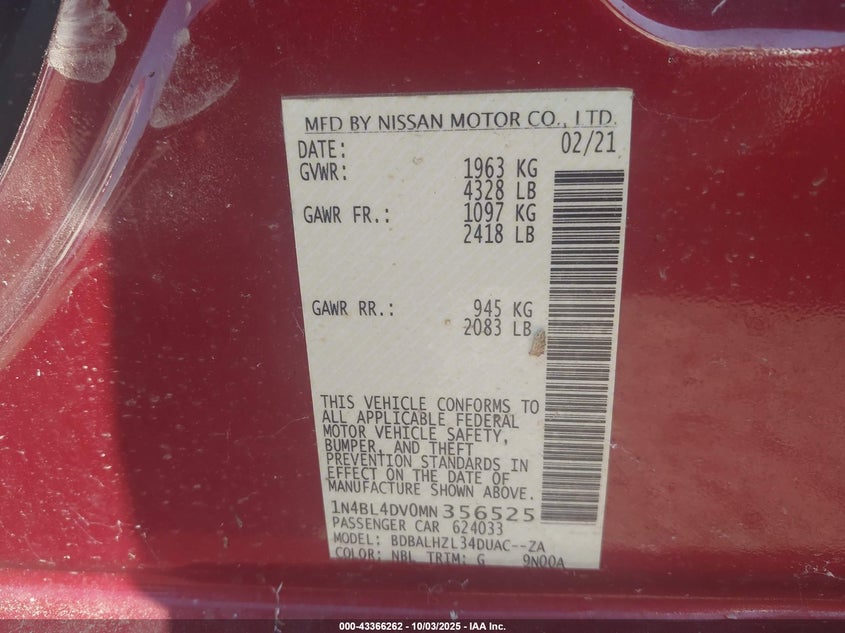 MFD BY NISSAN MOTOR CO., LTD.
DATE: 02/21
GVWR: 1963 KG
4328 LB
GAWR FR.: 1097 KG
2418 LB
GAWR RR.: 945 KG
2083 LB
THIS VEHICLE CONFORMS TO
ALL APPLICABLE FEDERAL
MOTOR VEHICLE SAFETY,
BUMPER, AND THEFT
PREVENTION STANDARDS IN
EFFECT ON THE DATE OF
MANUFACTURE SHOWN ABOVE.
1N4BL4DV0MN356525
PASSENGER CAR 624033
MODEL: BDBALHZL34DUAC--ZA
COLOR: NBL TRIM: G 9N00A
000-43366262 - 10/03/2025 - IAA Inc.